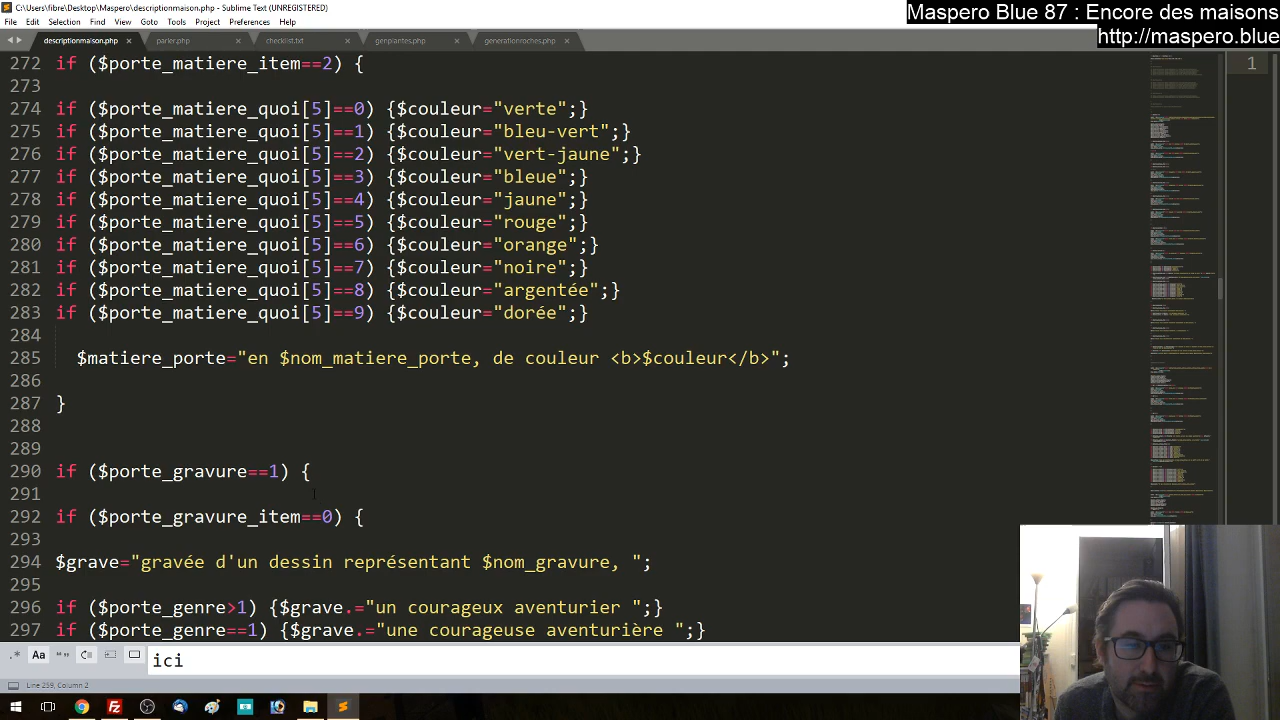 C:\Users\fibre\Desktop\Maspero\descriptionmaison.php - Sublime Text (UNREGISTERED)
Maspero Blue 87 : Encore des maisons
http://maspero.blue
File Edit Selection Find View Goto Tools Project Preferences Help
descriptionmaison.php × parler.php × checklist.txt × genplantes.php × generationroches.php ×
272 if ($porte_matiere_item==2) {
1
273
274 if ($porte_matiere_quoi[5]==0) {$couleur="verte";}
275 if ($porte_matiere_quoi[5]==1) {$couleur="bleu-vert";}
276 if ($porte_matiere_quoi[5]==2) {$couleur="vert-jaune";}
277 if ($porte_matiere_quoi[5]==3) {$couleur="bleue";}
278 if ($porte_matiere_quoi[5]==4) {$couleur="jaune";}
279 if ($porte_matiere_quoi[5]==5) {$couleur="rouge";}
280 if ($porte_matiere_quoi[5]==6) {$couleur="orange";}
281 if ($porte_matiere_quoi[5]==7) {$couleur="noire";}
282 if ($porte_matiere_quoi[5]==8) {$couleur="argentée";}
283 if ($porte_matiere_quoi[5]==9) {$couleur="dorée";}
284
285 $matiere_porte="en $nom_matiere_porte, de couleur <b>$couleur</b>";
286
287 }
288
289
290 if ($porte_gravure==1) {
291
292 if ($porte_gravure_item==0) {
293
294 $grave="gravée d'un dessin représentant $nom_gravure, ";
295
296 if ($porte_genre>1) {$grave.="un courageux aventurier ";}
297 if ($porte_genre==1) {$grave.="une courageuse aventurière ";}
.* Aa “” ici
Line 259, Column 2